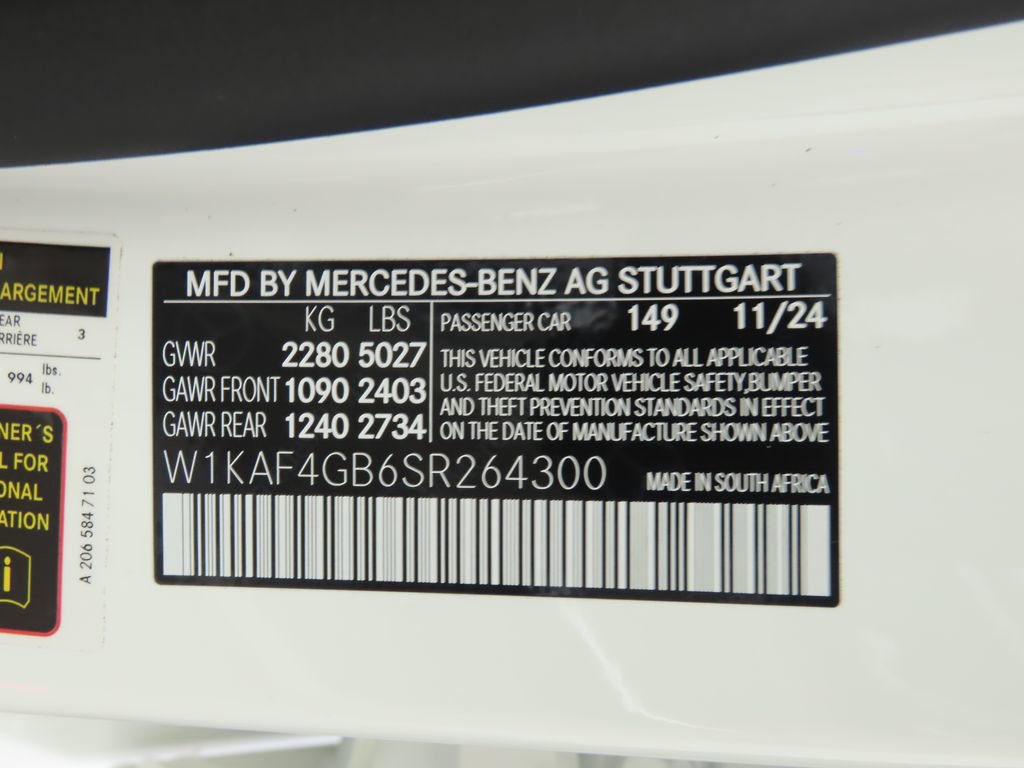 ARGEMENT
EAR
RRIÈRE 3
994 lbs.
lb.
NER´S
L FOR
ONAL
ATION
i
A 206 584 71 03
MFD BY MERCEDES-BENZ AG STUTTGART
KG LBS
GVWR 2280 5027
GAWR FRONT 1090 2403
GAWR REAR 1240 2734
PASSENGER CAR 149 11/24
THIS VEHICLE CONFORMS TO ALL APPLICABLE
U.S. FEDERAL MOTOR VEHICLE SAFETY,BUMPER
AND THEFT PREVENTION STANDARDS IN EFFECT
ON THE DATE OF MANUFACTURE SHOWN ABOVE
W1KAF4GB6SR264300
MADE IN SOUTH AFRICA